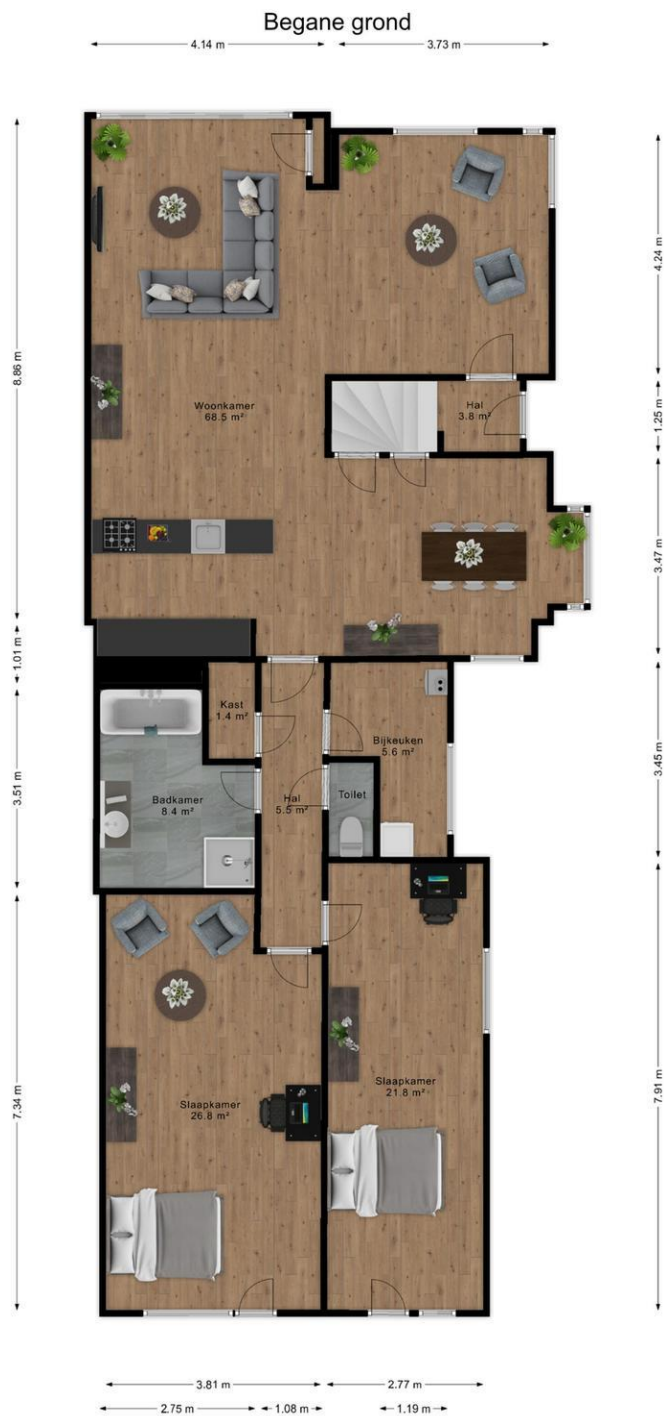 Begane grond
4.14 m
3.73 m
8.86 m
4.24 m
1.25 m
Hal
3.8 m²
Woonkamer
68.5 m²
3.47 m
1.01 m
Kast
1.4 m²
Bijkeuken
5.6 m²
3.45 m
3.51 m
Badkamer
8.4 m²
Hal
5.5 m²
Toilet
7.34 m
7.91 m
Slaapkamer
26.8 m²
Slaapkamer
21.8 m²
3.81 m
2.77 m
2.75 m
1.08 m
1.19 m